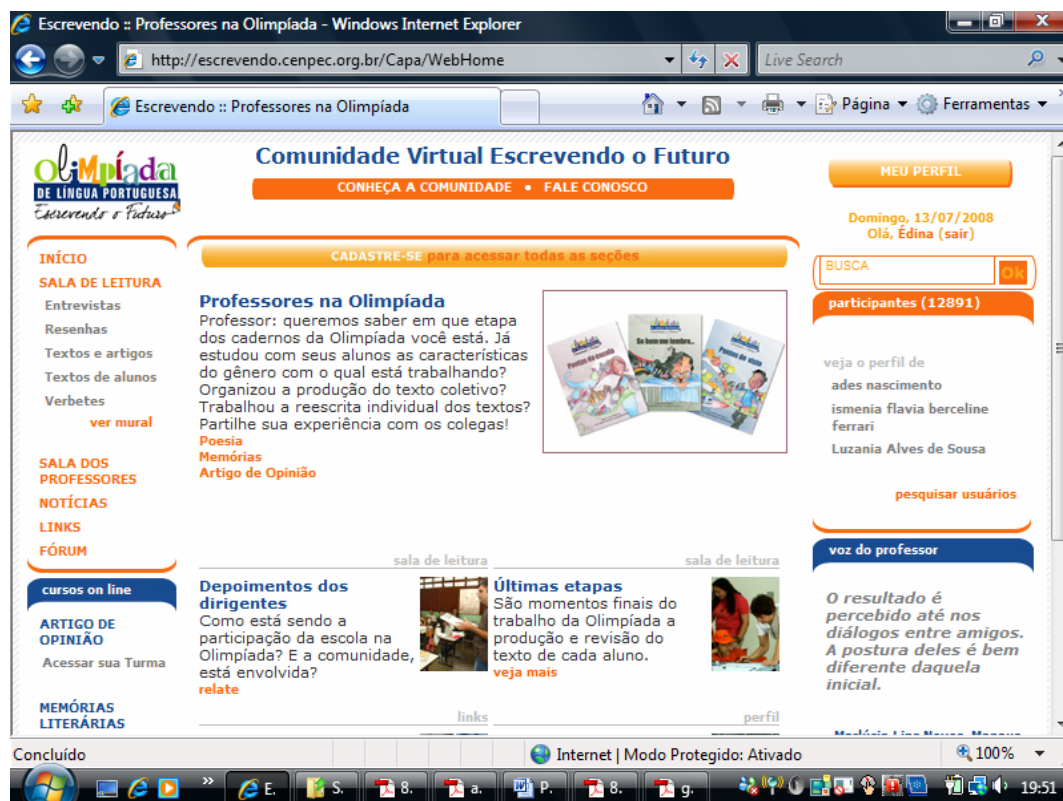 Escrevendo :: Professores na Olimpíada - Windows Internet Explorer
http://escrevendo.cenpec.org.br/Capa/WebHome
Live Search
Escrevendo :: Professores na Olimpíada
Página
Ferramentas
OliMpíada
DE LÍNGUA PORTUGUESA
Escrevendo o Futuro
Comunidade Virtual Escrevendo o Futuro
CONHEÇA A COMUNIDADE • FALE CONOSCO
MEU PERFIL
Domingo, 13/07/2008
Olá, Édina (sair)
BUSCA
Ok
INÍCIO
SALA DE LEITURA
Entrevistas
Resenhas
Textos e artigos
Textos de alunos
Verbetes
ver mural
SALA DOS
PROFESSORES
NOTÍCIAS
LINKS
FÓRUM
cursos on line
ARTIGO DE
OPINIÃO
Acessar sua Turma
MEMÓRIAS
LITERÁRIAS
CADASTRE-SE para acessar todas as seções
Professores na Olimpíada
Professor: queremos saber em que etapa
dos cadernos da Olimpíada você está. Já
estudou com seus alunos as características
do gênero com o qual está trabalhando?
Organizou a produção do texto coletivo?
Trabalhou a reescrita individual dos textos?
Partilhe sua experiência com os colegas!
Poesia
Memórias
Artigo de Opinião
Se bem me lembro...
Pontos de vista
sala de leitura
Depoimentos dos
dirigentes
Como está sendo a
participação da escola na
Olimpíada? E a comunidade,
está envolvida?
relate
links
sala de leitura
Últimas etapas
São momentos finais do
trabalho da Olimpíada a
produção e revisão do
texto de cada aluno.
veja mais
perfil
participantes (12891)
veja o perfil de
ades nascimento
ismenia flavia berceline
ferrari
Luzania Alves de Sousa
pesquisar usuários
voz do professor
O resultado é
percebido até nos
diálogos entre amigos.
A postura deles é bem
diferente daquela
inicial.
Concluído
Internet | Modo Protegido: Ativado
100%
E.
S.
8.
a.
P.
8.
g.
19:51